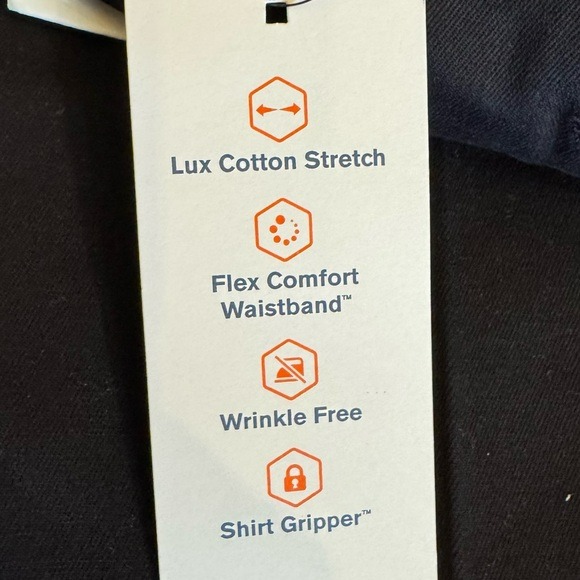 Lux Cotton Stretch
Flex Comfort
Waistband™
Wrinkle Free
Shirt Gripper™